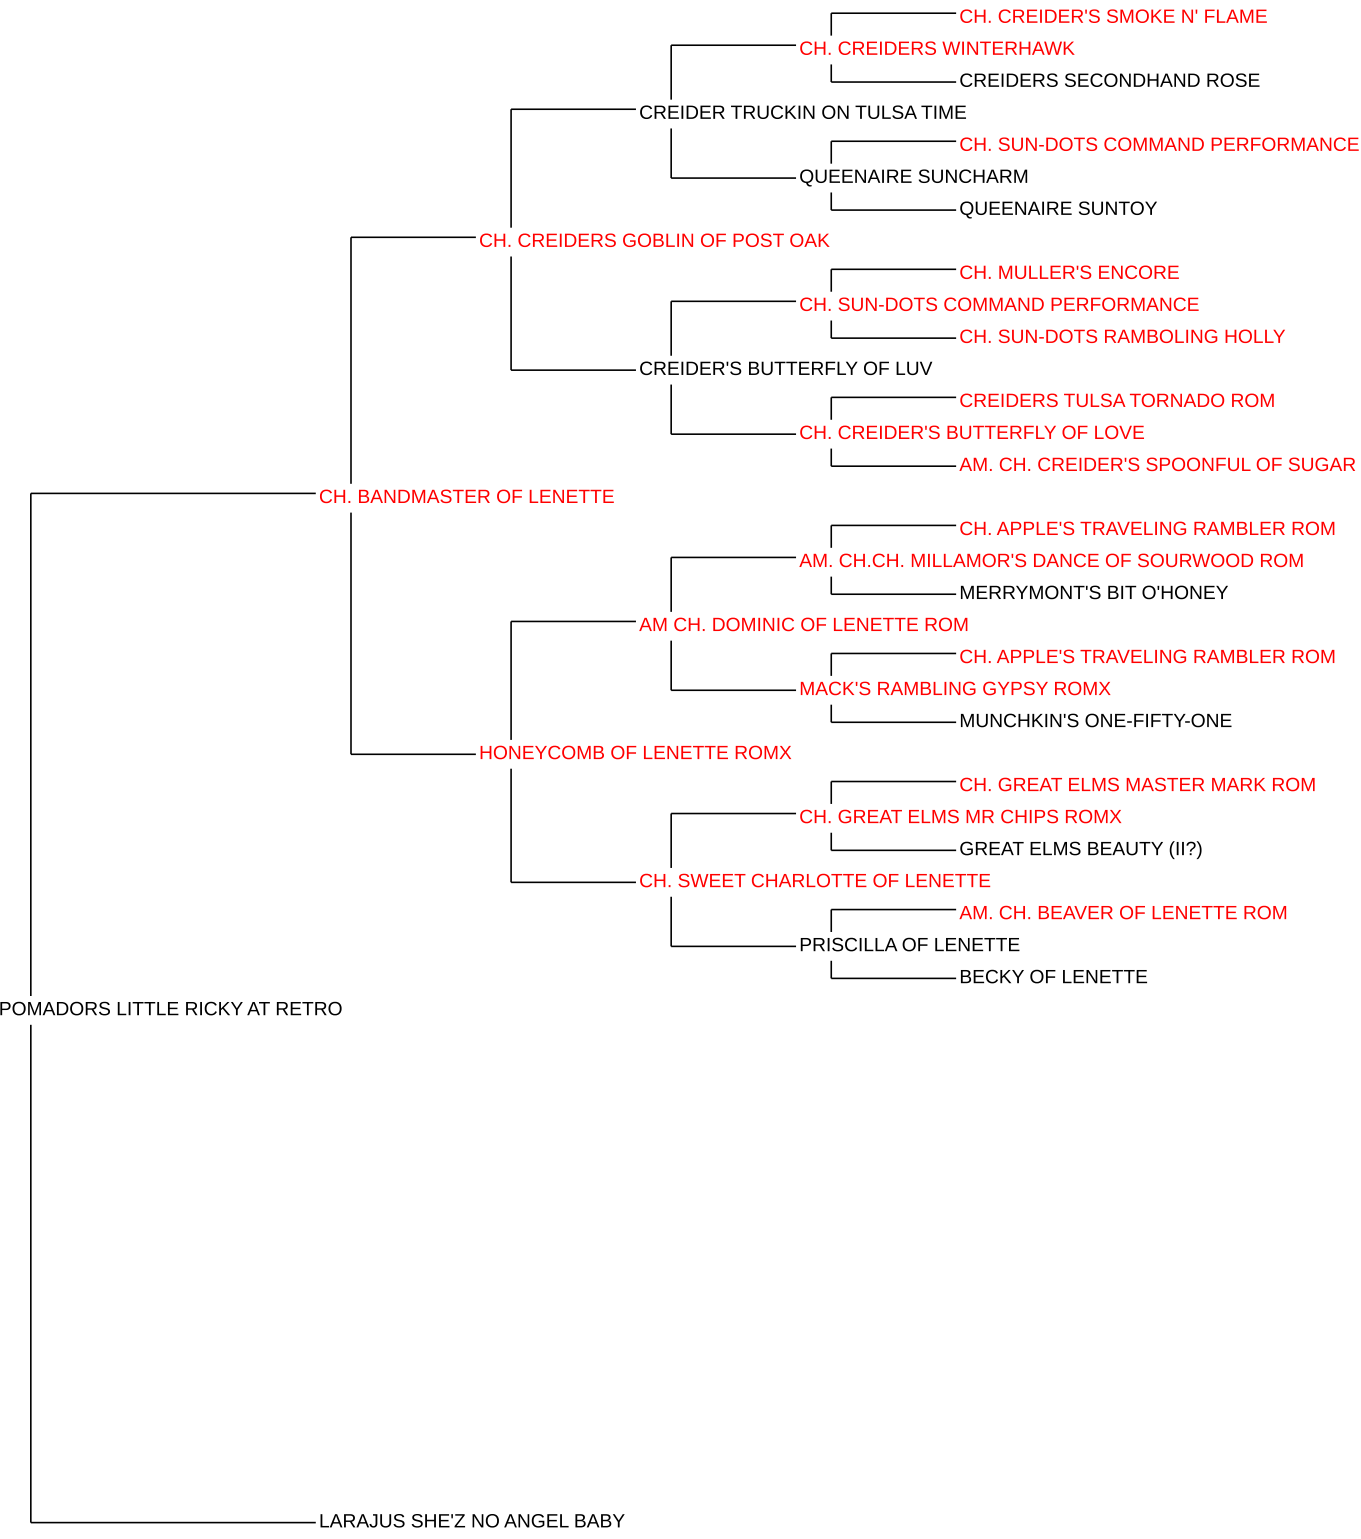 CH. CREIDER'S SMOKE N' FLAME
CH. CREIDERS WINTERHAWK
CREIDERS SECONDHAND ROSE
CREIDER TRUCKIN ON TULSA TIME
CH. SUN-DOTS COMMAND PERFORMANCE
QUEENAIRE SUNCHARM
QUEENAIRE SUNTOY
CH. CREIDERS GOBLIN OF POST OAK
CH. MULLER'S ENCORE
CH. SUN-DOTS COMMAND PERFORMANCE
CH. SUN-DOTS RAMBOLING HOLLY
CREIDER'S BUTTERFLY OF LUV
CREIDERS TULSA TORNADO ROM
CH. CREIDER'S BUTTERFLY OF LOVE
AM. CH. CREIDER'S SPOONFUL OF SUGAR
CH. BANDMASTER OF LENETTE
CH. APPLE'S TRAVELING RAMBLER ROM
AM. CH.CH. MILLAMOR'S DANCE OF SOURWOOD ROM
MERRYMONT'S BIT O'HONEY
AM CH. DOMINIC OF LENETTE ROM
CH. APPLE'S TRAVELING RAMBLER ROM
MACK'S RAMBLING GYPSY ROMX
MUNCHKIN'S ONE-FIFTY-ONE
HONEYCOMB OF LENETTE ROMX
CH. GREAT ELMS MASTER MARK ROM
CH. GREAT ELMS MR CHIPS ROMX
GREAT ELMS BEAUTY (II?)
CH. SWEET CHARLOTTE OF LENETTE
AM. CH. BEAVER OF LENETTE ROM
PRISCILLA OF LENETTE
BECKY OF LENETTE
POMADORS LITTLE RICKY AT RETRO
LARAJUS SHE'Z NO ANGEL BABY